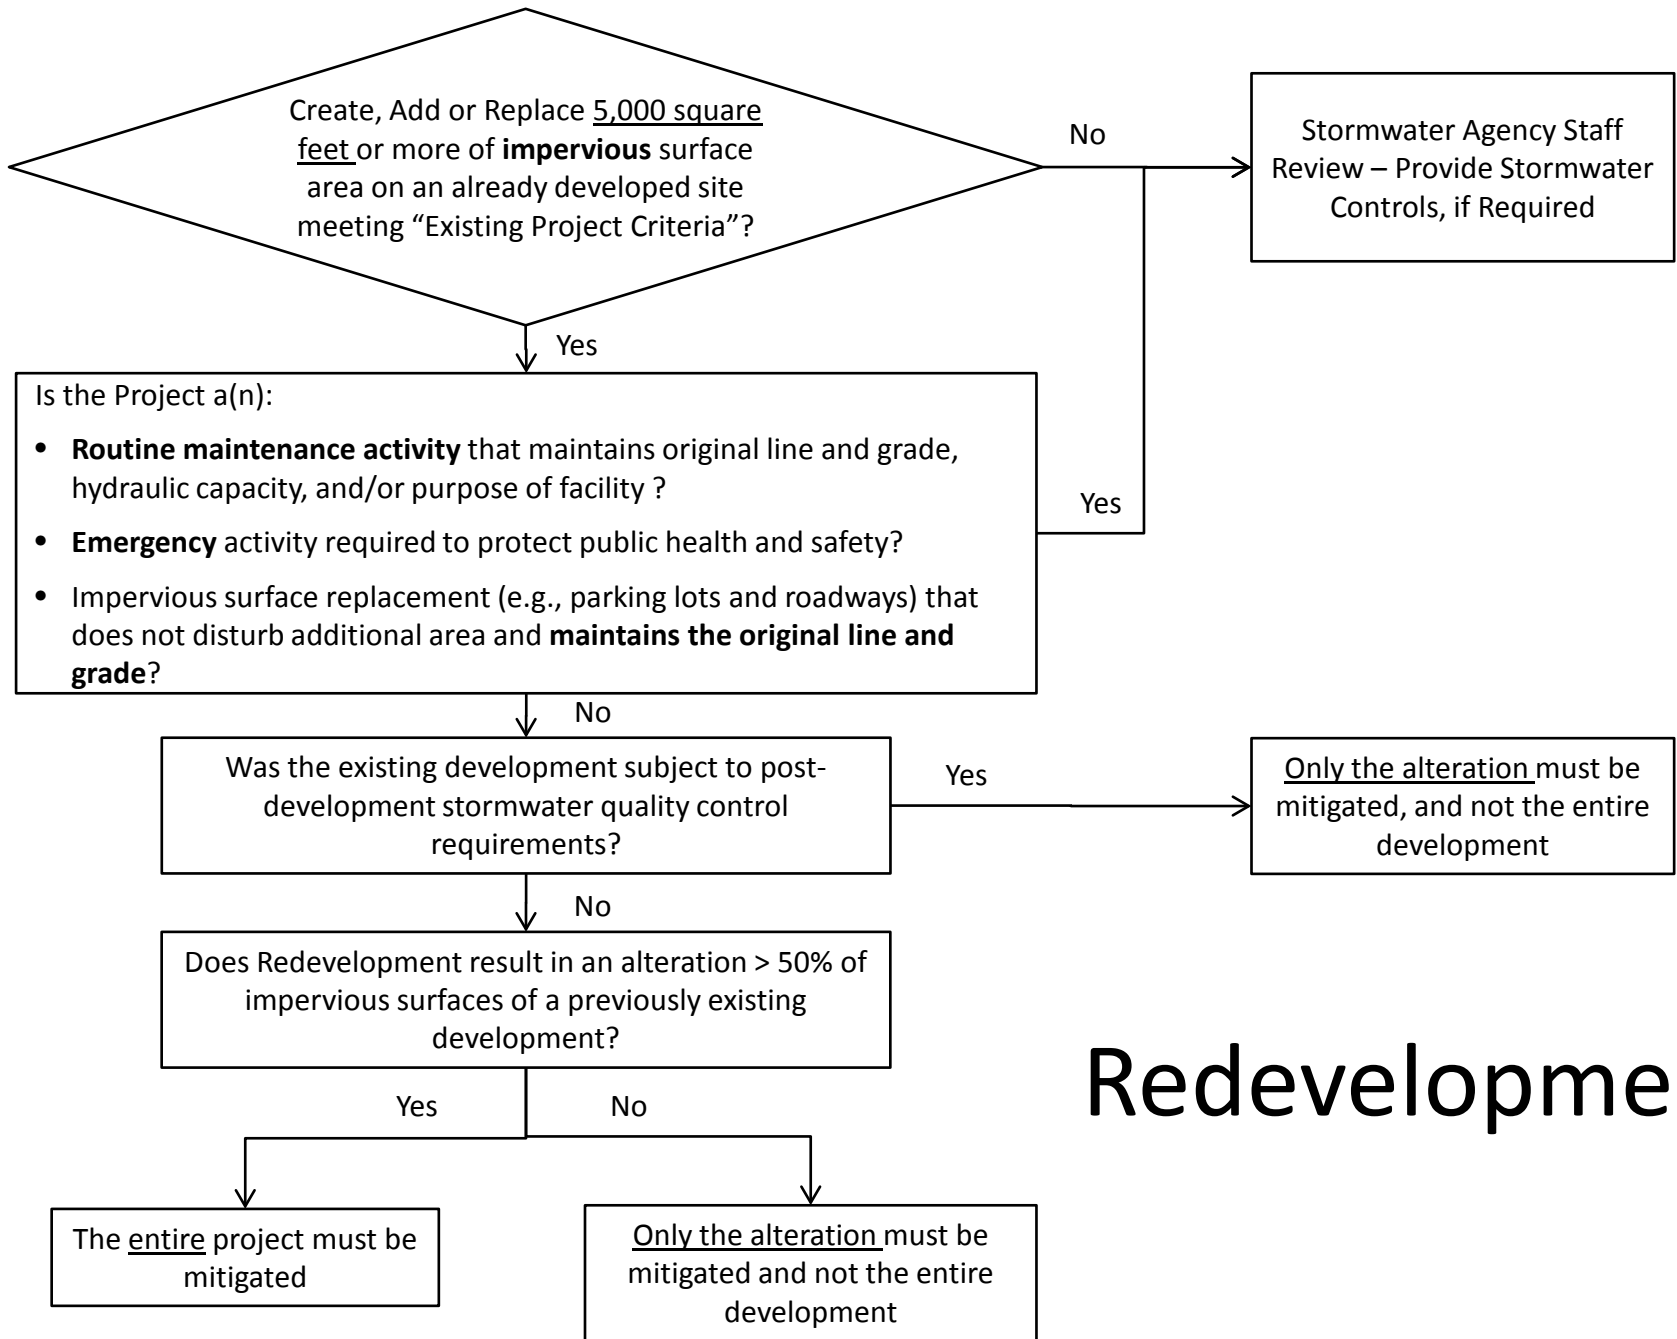 Create, Add or Replace 5,000 square
feet or more of impervious surface
area on an already developed site
meeting “Existing Project Criteria”?
No
Stormwater Agency Staff
Review – Provide Stormwater
Controls, if Required
Yes
Is the Project a(n):
• Routine maintenance activity that maintains original line and grade,
hydraulic capacity, and/or purpose of facility ?
• Emergency activity required to protect public health and safety?
• Impervious surface replacement (e.g., parking lots and roadways) that
does not disturb additional area and maintains the original line and
grade?
Yes
No
Was the existing development subject to post-
development stormwater quality control
requirements?
Yes
Only the alteration must be
mitigated, and not the entire
development
No
Does Redevelopment result in an alteration > 50% of
impervious surfaces of a previously existing
development?
Redevelopme
Yes
No
The entire project must be
mitigated
Only the alteration must be
mitigated and not the entire
development